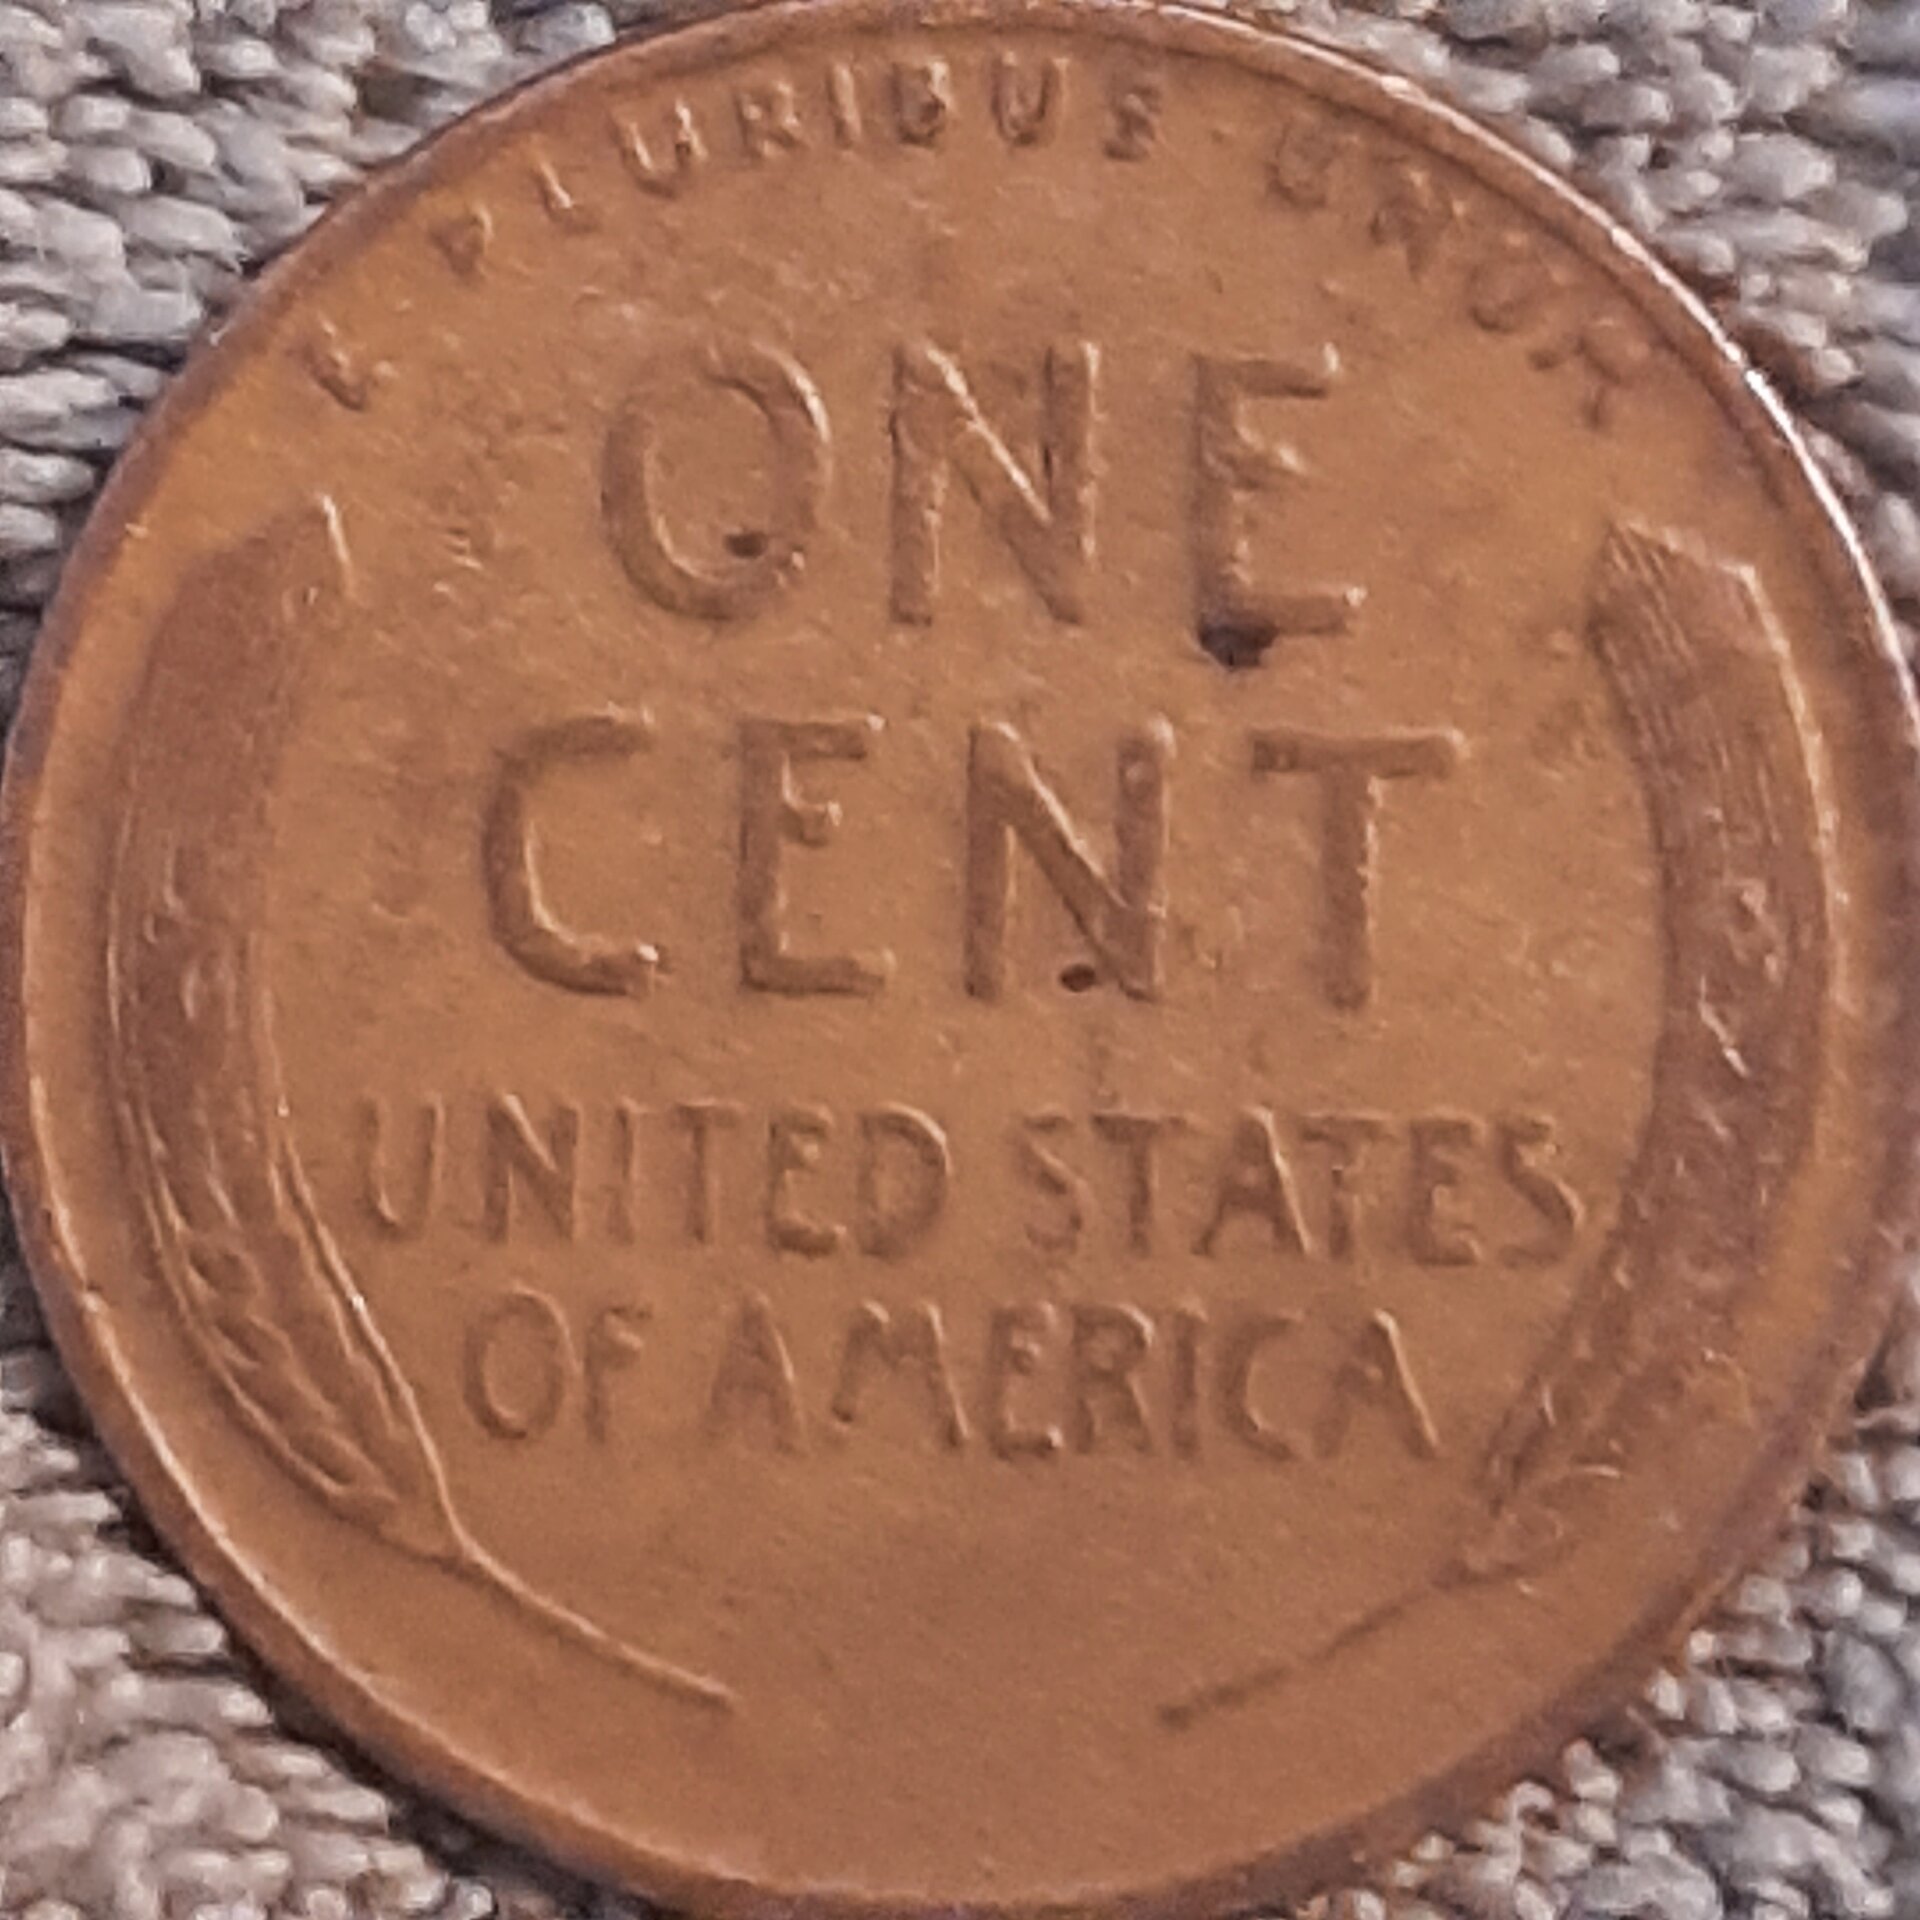 E · PLURIBUS · UNUM
ONE
CENT
UNITED STATES
OF AMERICA